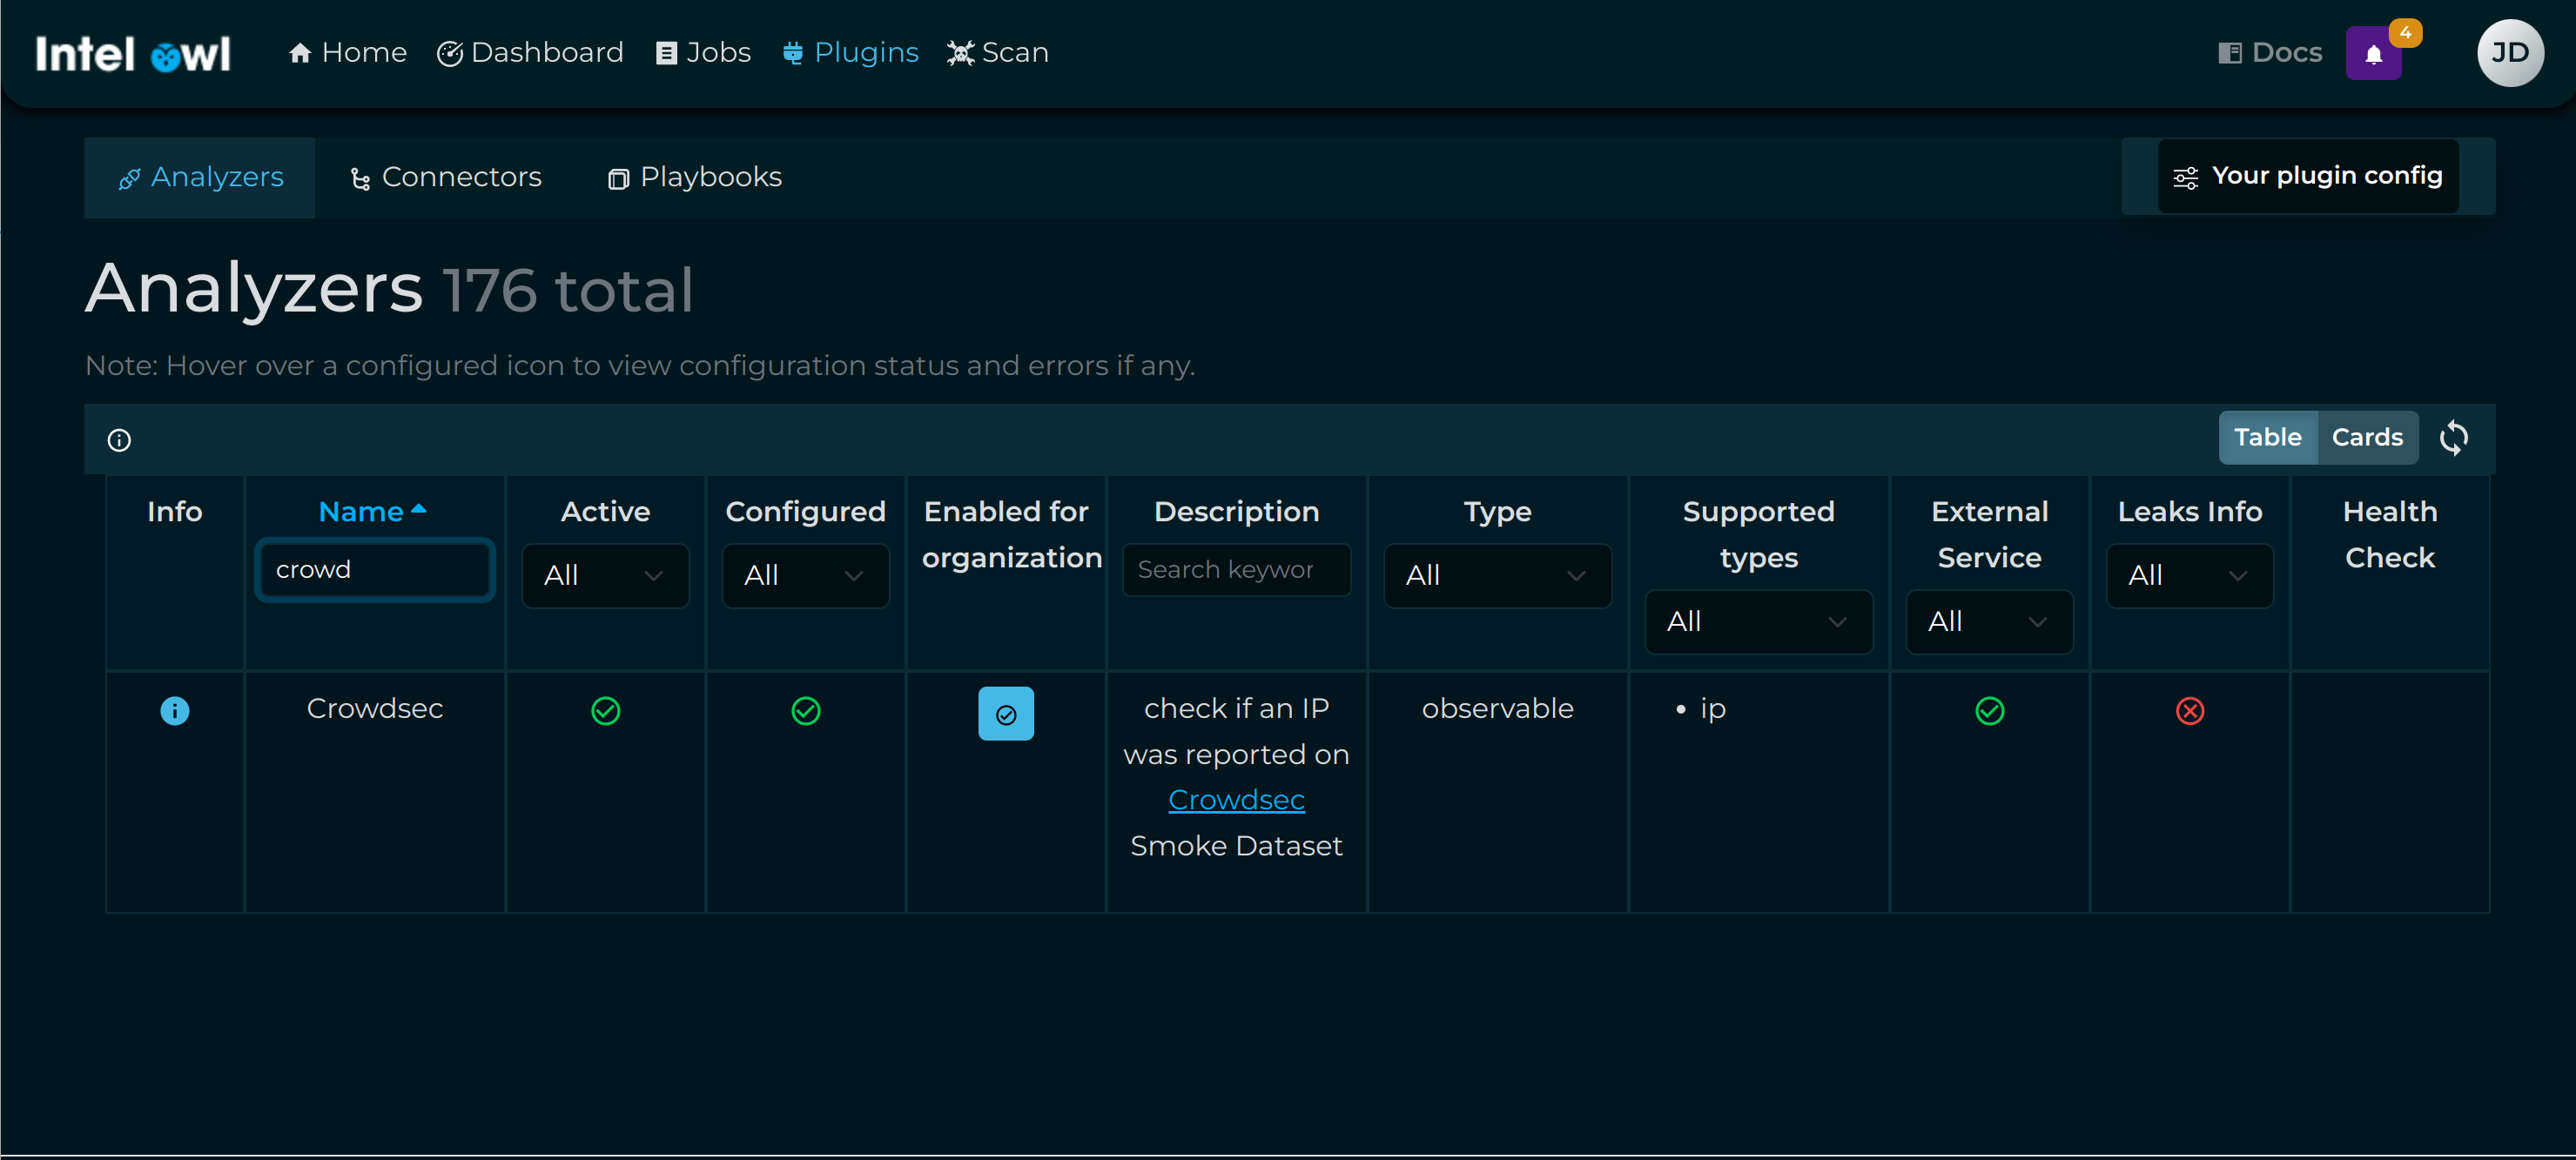 Intel Owl Home Dashboard Jobs Plugins Scan Docs 4 JD
Analyzers Connectors Playbooks Your plugin config
Analyzers 176 total
Note: Hover over a configured icon to view configuration status and errors if any.
Table Cards
Info Name Active Configured Enabled for organization Description Type Supported types External Service Leaks Info Health Check
crowd All All Search keywor All All All All
Crowdsec check if an IP observable • ip
was reported on
Crowdsec
Smoke Dataset